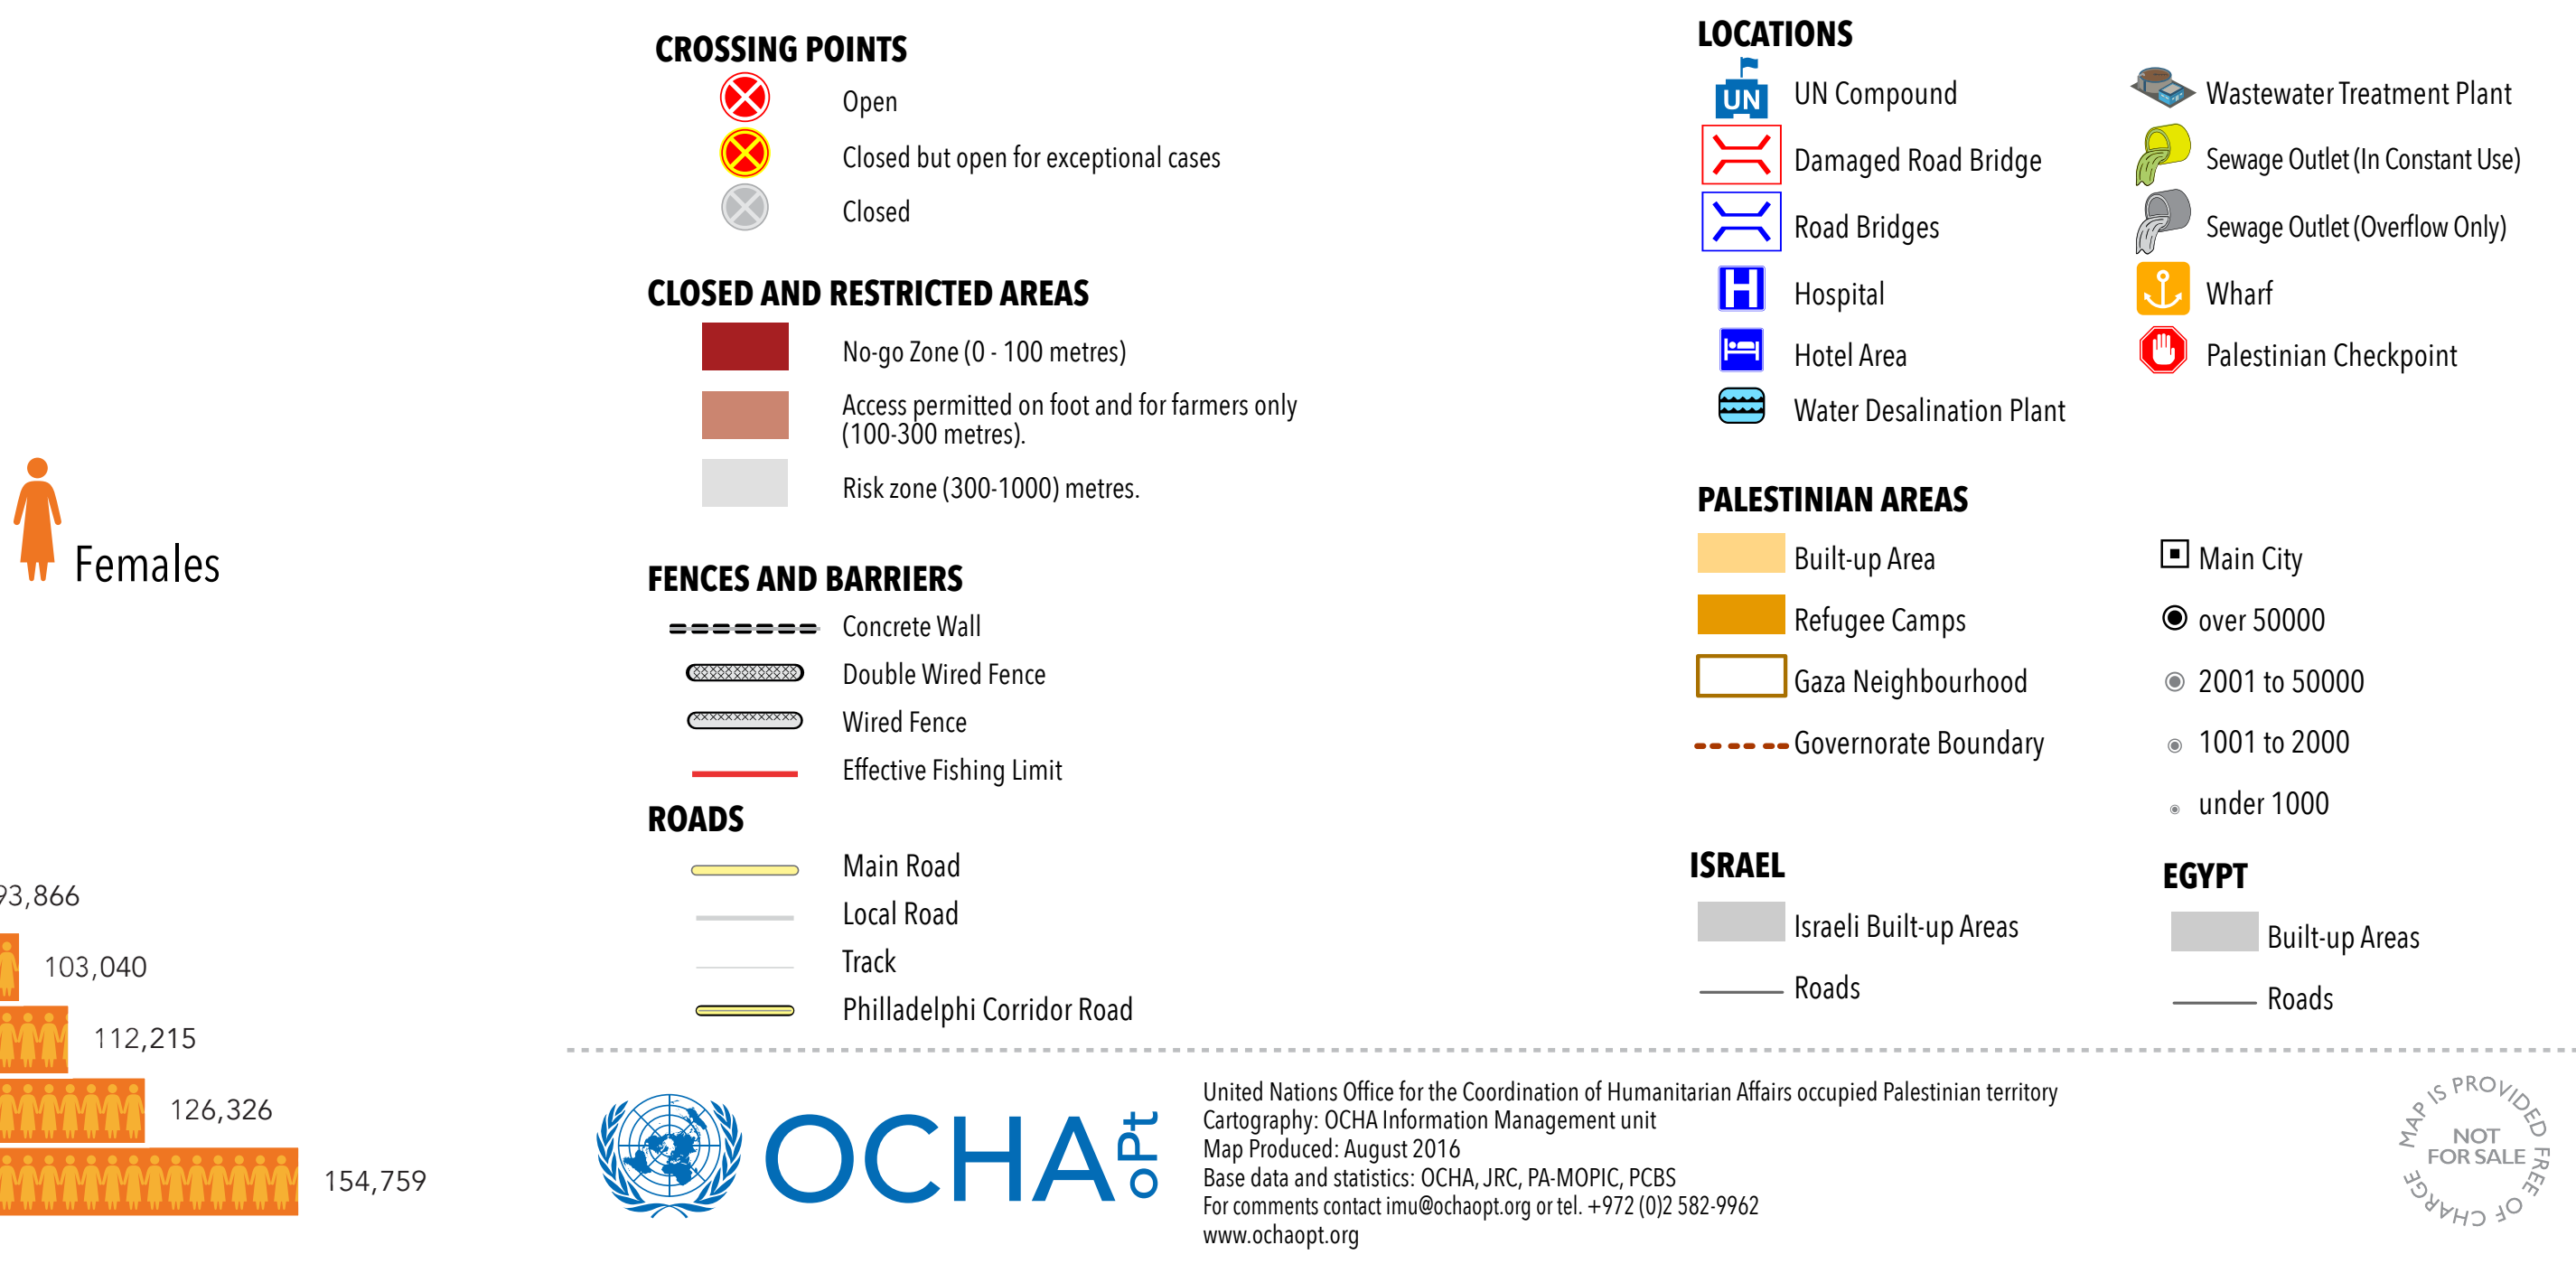 Females
93,866
103,040
112,215
126,326
154,759
CROSSING POINTS
Open
Closed but open for exceptional cases
Closed
CLOSED AND RESTRICTED AREAS
No-go Zone (0 - 100 metres)
Access permitted on foot and for farmers only
(100-300 metres).
Risk zone (300-1000) metres.
FENCES AND BARRIERS
Concrete Wall
Double Wired Fence
Wired Fence
Effective Fishing Limit
ROADS
Main Road
Local Road
Track
Philladelphi Corridor Road
LOCATIONS
UN
UN Compound
Damaged Road Bridge
Road Bridges
H
Hospital
Hotel Area
Water Desalination Plant
Wastewater Treatment Plant
Sewage Outlet (In Constant Use)
Sewage Outlet (Overflow Only)
Wharf
Palestinian Checkpoint
PALESTINIAN AREAS
Built-up Area
Refugee Camps
Gaza Neighbourhood
Governorate Boundary
Main City
over 50000
2001 to 50000
1001 to 2000
under 1000
ISRAEL
Israeli Built-up Areas
Roads
EGYPT
Built-up Areas
Roads
OCHA oPt
United Nations Office for the Coordination of Humanitarian Affairs occupied Palestinian territory
Cartography: OCHA Information Management unit
Map Produced: August 2016
Base data and statistics: OCHA, JRC, PA-MOPIC, PCBS
For comments contact imu@ochaopt.org or tel. +972 (0)2 582-9962
www.ochaopt.org
MAP IS PROVIDED FREE OF CHARGE
NOT
FOR SALE